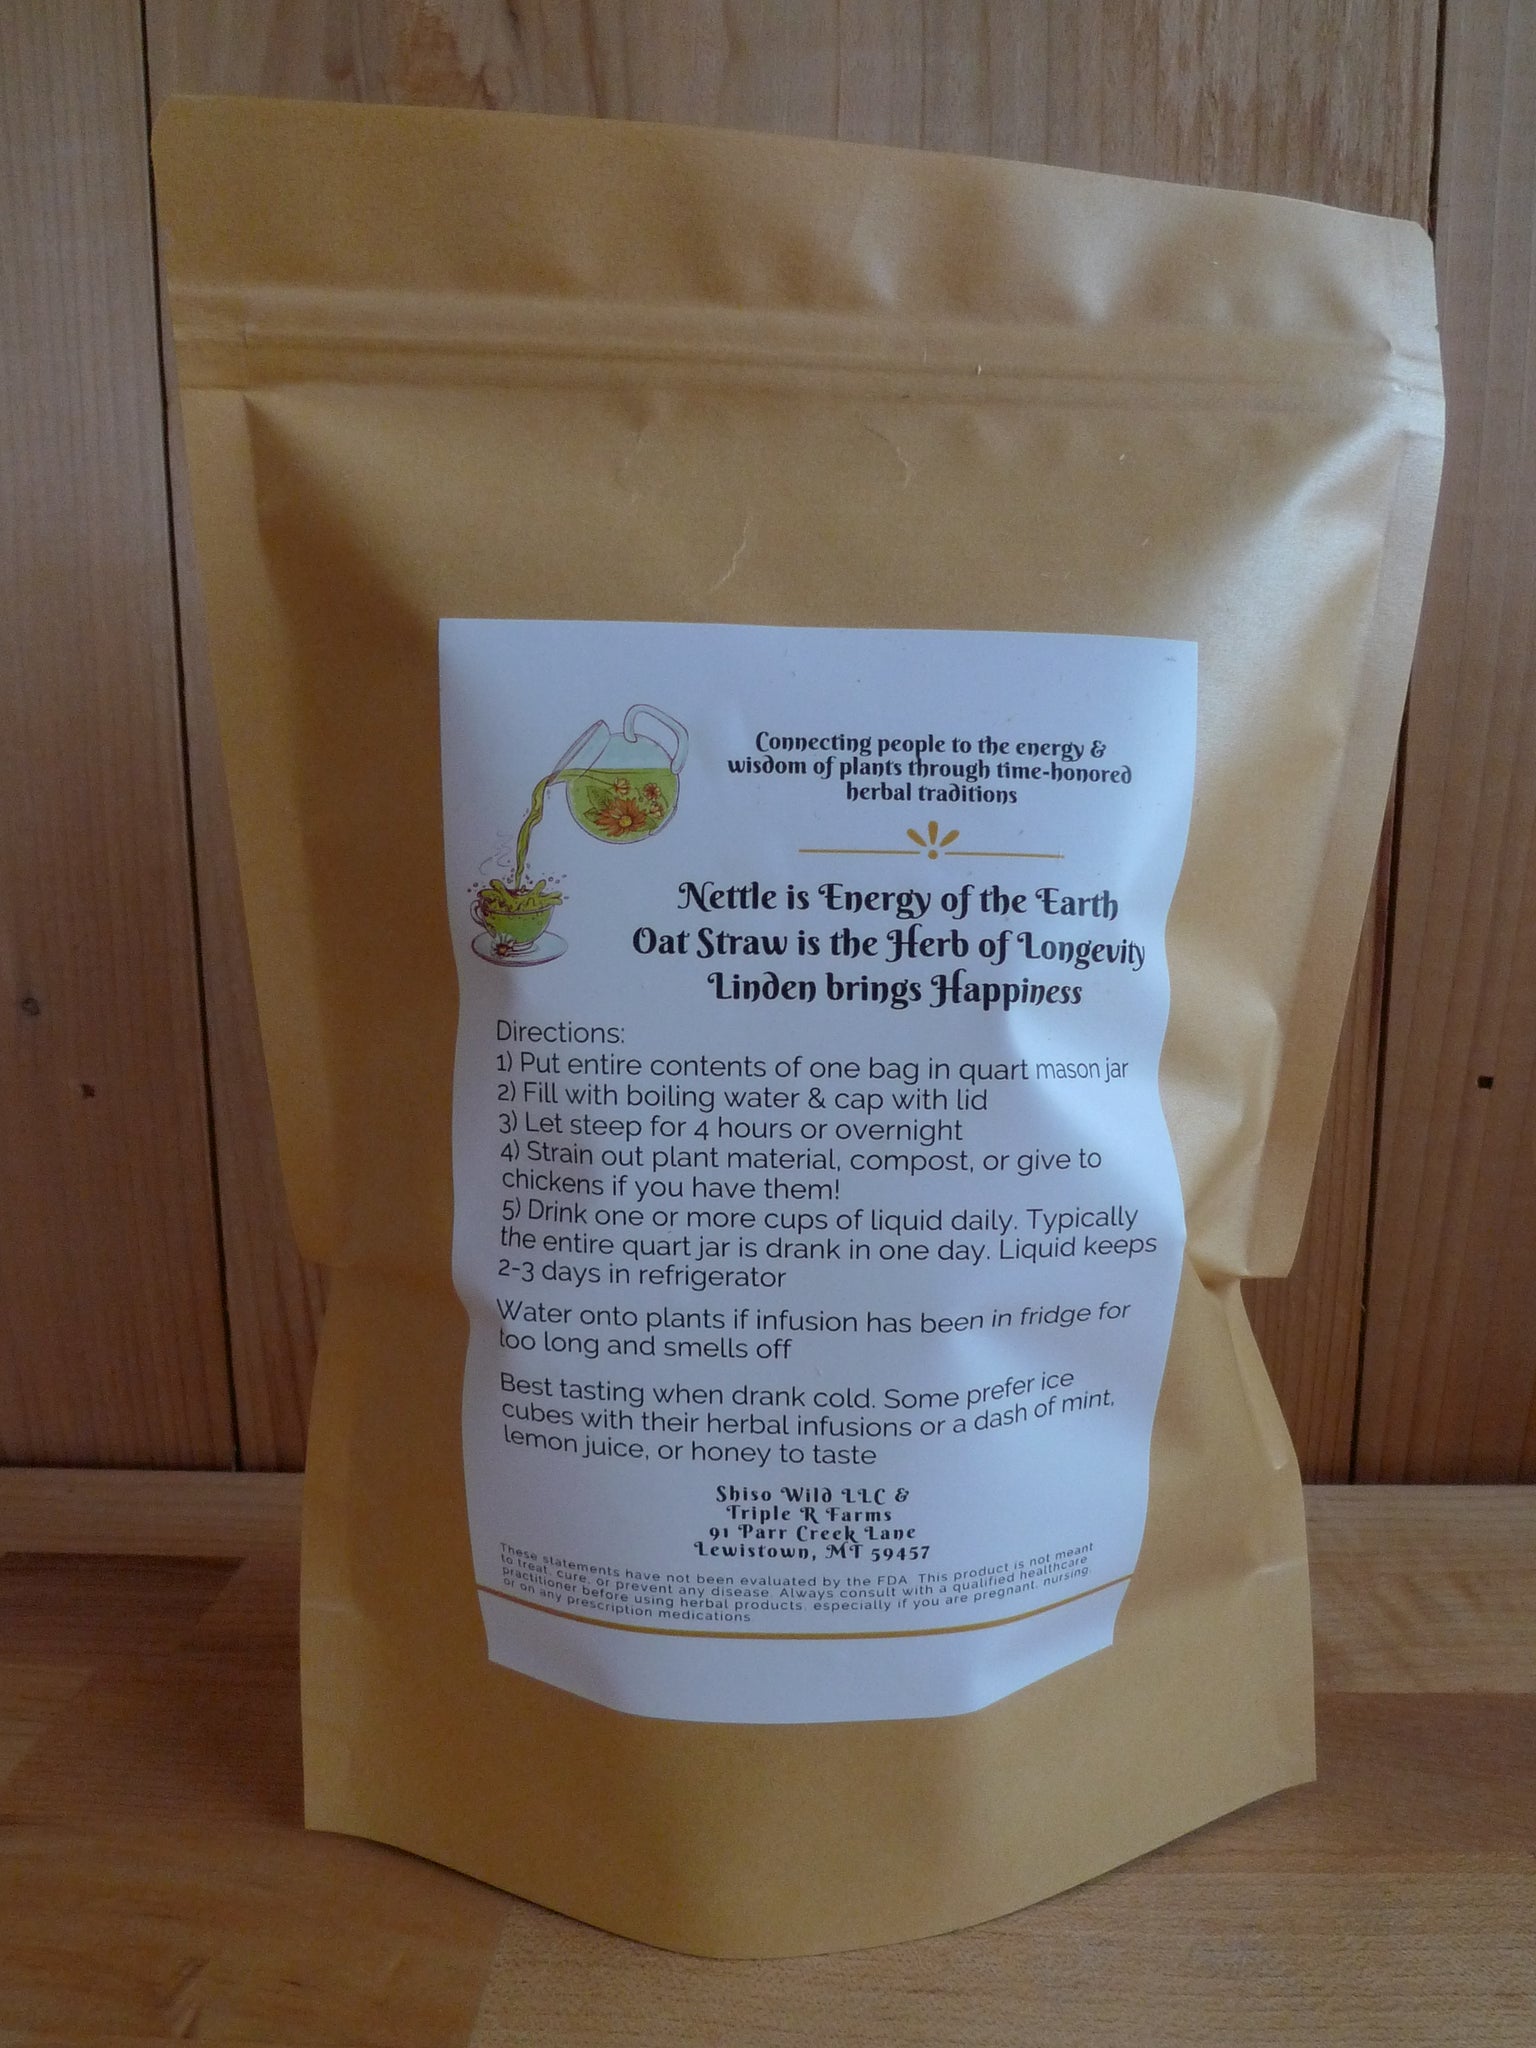 Connecting people to the energy &
wisdom of plants through time-honored
herbal traditions
Nettle is Energy of the Earth
Oat Straw is the Herb of Longevity
Linden brings Happiness
Directions:
1) Put entire contents of one bag in quart mason jar
2) Fill with boiling water & cap with lid
3) Let steep for 4 hours or overnight
4) Strain out plant material, compost, or give to
chickens if you have them!
5) Drink one or more cups of liquid daily. Typically
the entire quart jar is drank in one day. Liquid keeps
2-3 days in refrigerator
Water onto plants if infusion has been in fridge for
too long and smells off
Best tasting when drank cold. Some prefer ice
cubes with their herbal infusions or a dash of mint,
lemon juice, or honey to taste
Shiso Wild LLC &
Triple R Farms
91 Parr Creek Lane
Lewistown, MT 59457
These statements have not been evaluated by the FDA. This product is not meant
to treat, cure, or prevent any disease. Always consult with a qualified healthcare
practitioner before using herbal products, especially if you are pregnant, nursing,
or on any prescription medications.